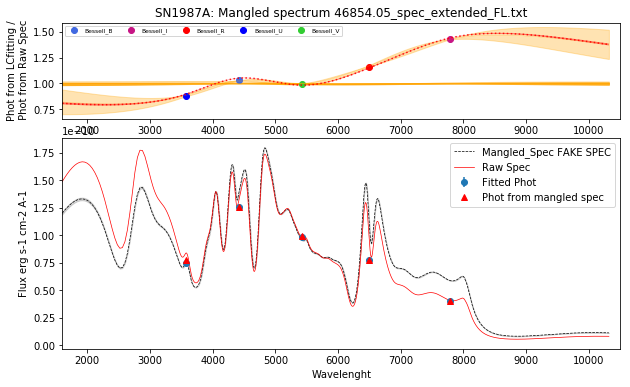 SN1987A: Mangled spectrum 46854.05_spec_extended_FL.txt
Phot from LCfitting /
Phot from Raw Spec
1.50
1.25
1.00
0.75
Bessell_B
Bessell_I
Bessell_R
Bessell_U
Bessell_V
2000 3000 4000 5000 6000 7000 8000 9000 10000
1e−10
Flux erg s-1 cm-2 A-1
1.75
1.50
1.25
1.00
0.75
0.50
0.25
0.00
Mangled_Spec FAKE SPEC
Raw Spec
Fitted Phot
Phot from mangled spec
2000 3000 4000 5000 6000 7000 8000 9000 10000
Wavelenght